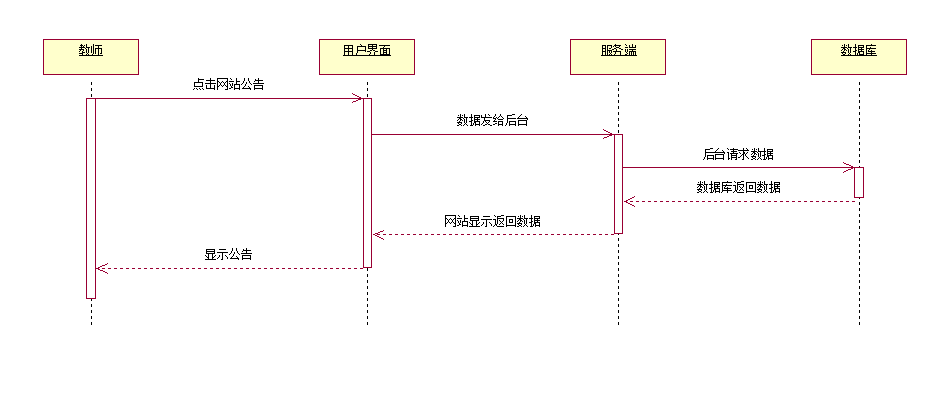 教师
用户界面
服务端
数据库
点击网站公告
数据发给后台
后台请求数据
数据库返回数据
网站显示返回数据
显示公告